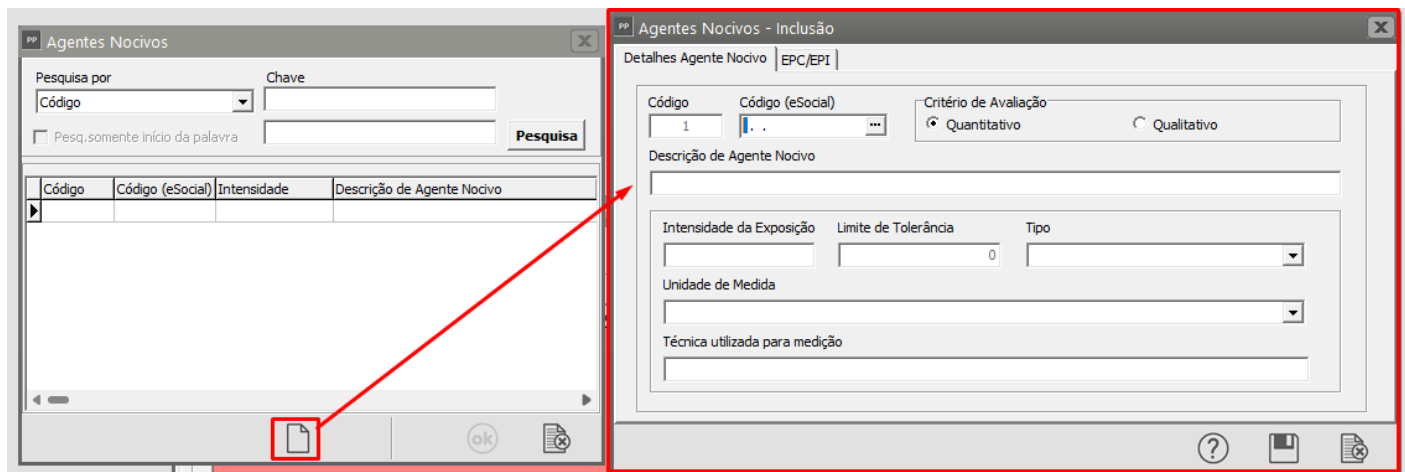 PP Agentes Nocivos
Pesquisa por
Chave
Código
Pesq.somente início da palavra
Pesquisa
Código Código (eSocial) Intensidade Descrição de Agente Nocivo
ok
PP Agentes Nocivos - Inclusão
Detalhes Agente Nocivo EPC/EPI
Código Código (eSocial) Critério de Avaliação
1 . . ... Quantitativo Qualitativo
Descrição de Agente Nocivo
Intensidade da Exposição Limite de Tolerância Tipo
0
Unidade de Medida
Técnica utilizada para medição
?